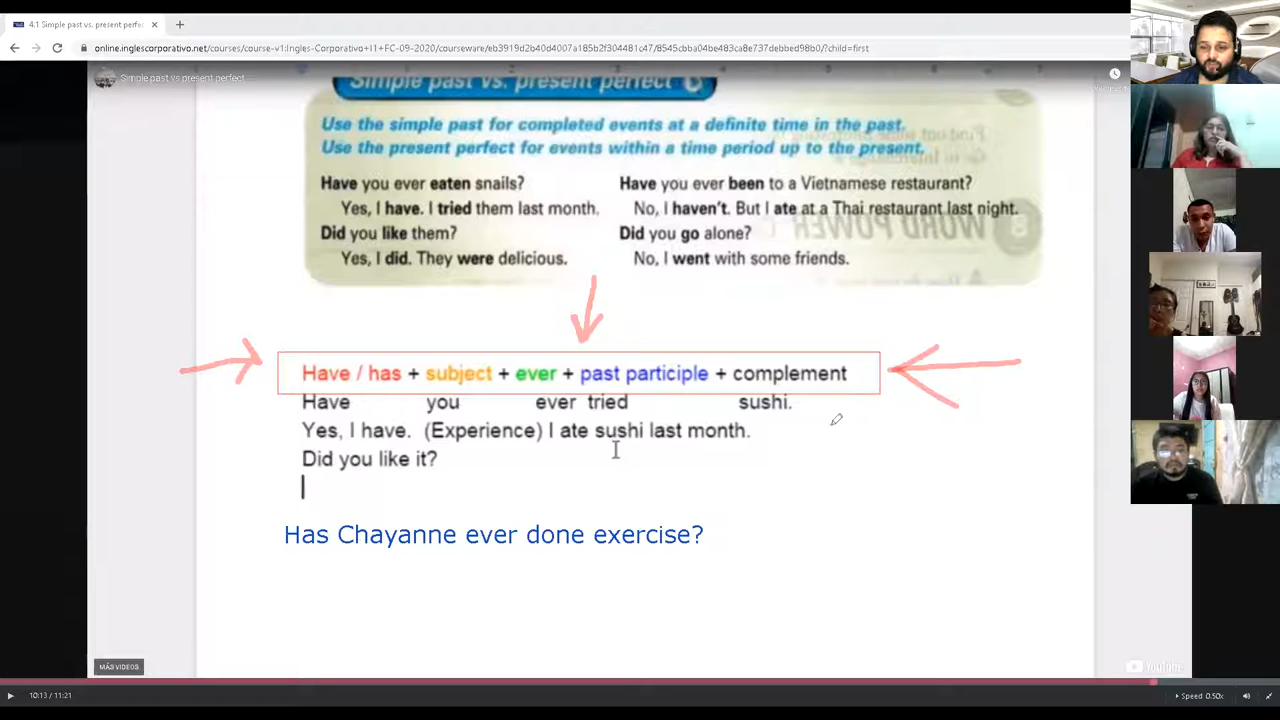 4.1 Simple past vs. present perfe
online.inglescorporativo.net/courses/course-v1:Ingles-Corporativo+I1+FC-09-2020/courseware/eb3919d2b40d4007a185b2f304481c47/8545cbba04be483ca8e737debbed98b0/?child=first
Simple past vs present perfect
Simple past vs. present perfect
Use the simple past for completed events at a definite time in the past.
Use the present perfect for events within a time period up to the present.
Have you ever eaten snails?
Yes, I have. I tried them last month.
Did you like them?
Yes, I did. They were delicious.
Have you ever been to a Vietnamese restaurant?
No, I haven't. But I ate at a Thai restaurant last night.
Did you go alone?
No, I went with some friends.
WORD POWER
Have / has + subject + ever + past participle + complement
Have you ever tried sushi.
Yes, I have. (Experience) I ate sushi last month.
Did you like it?
Has Chayanne ever done exercise?
MÁS VIDEOS
YouTube
10:13 / 11:21
Speed 0.50x